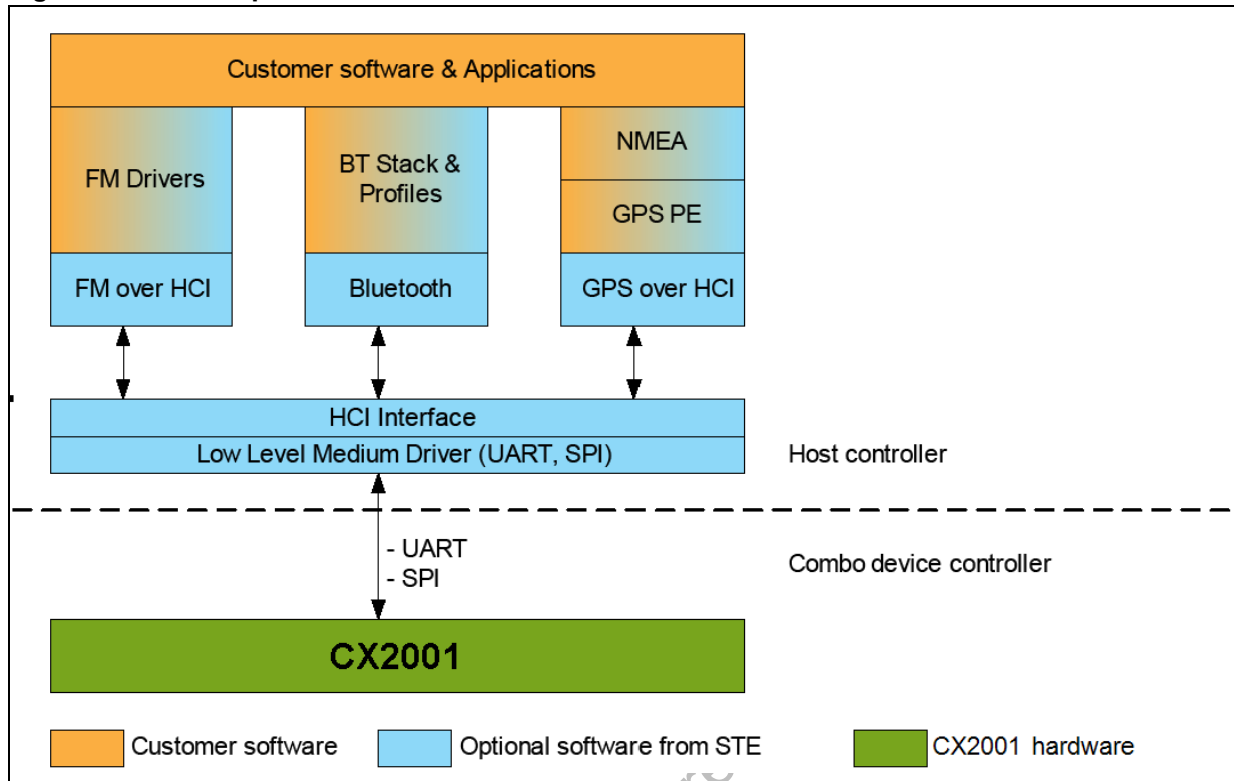 Customer software & Applications
FM Drivers
BT Stack &
Profiles
NMEA
GPS PE
FM over HCI
Bluetooth
GPS over HCI
HCI Interface
Low Level Medium Driver (UART, SPI)
Host controller
- UART
- SPI
Combo device controller
CX2001
Customer software
Optional software from STE
CX2001 hardware